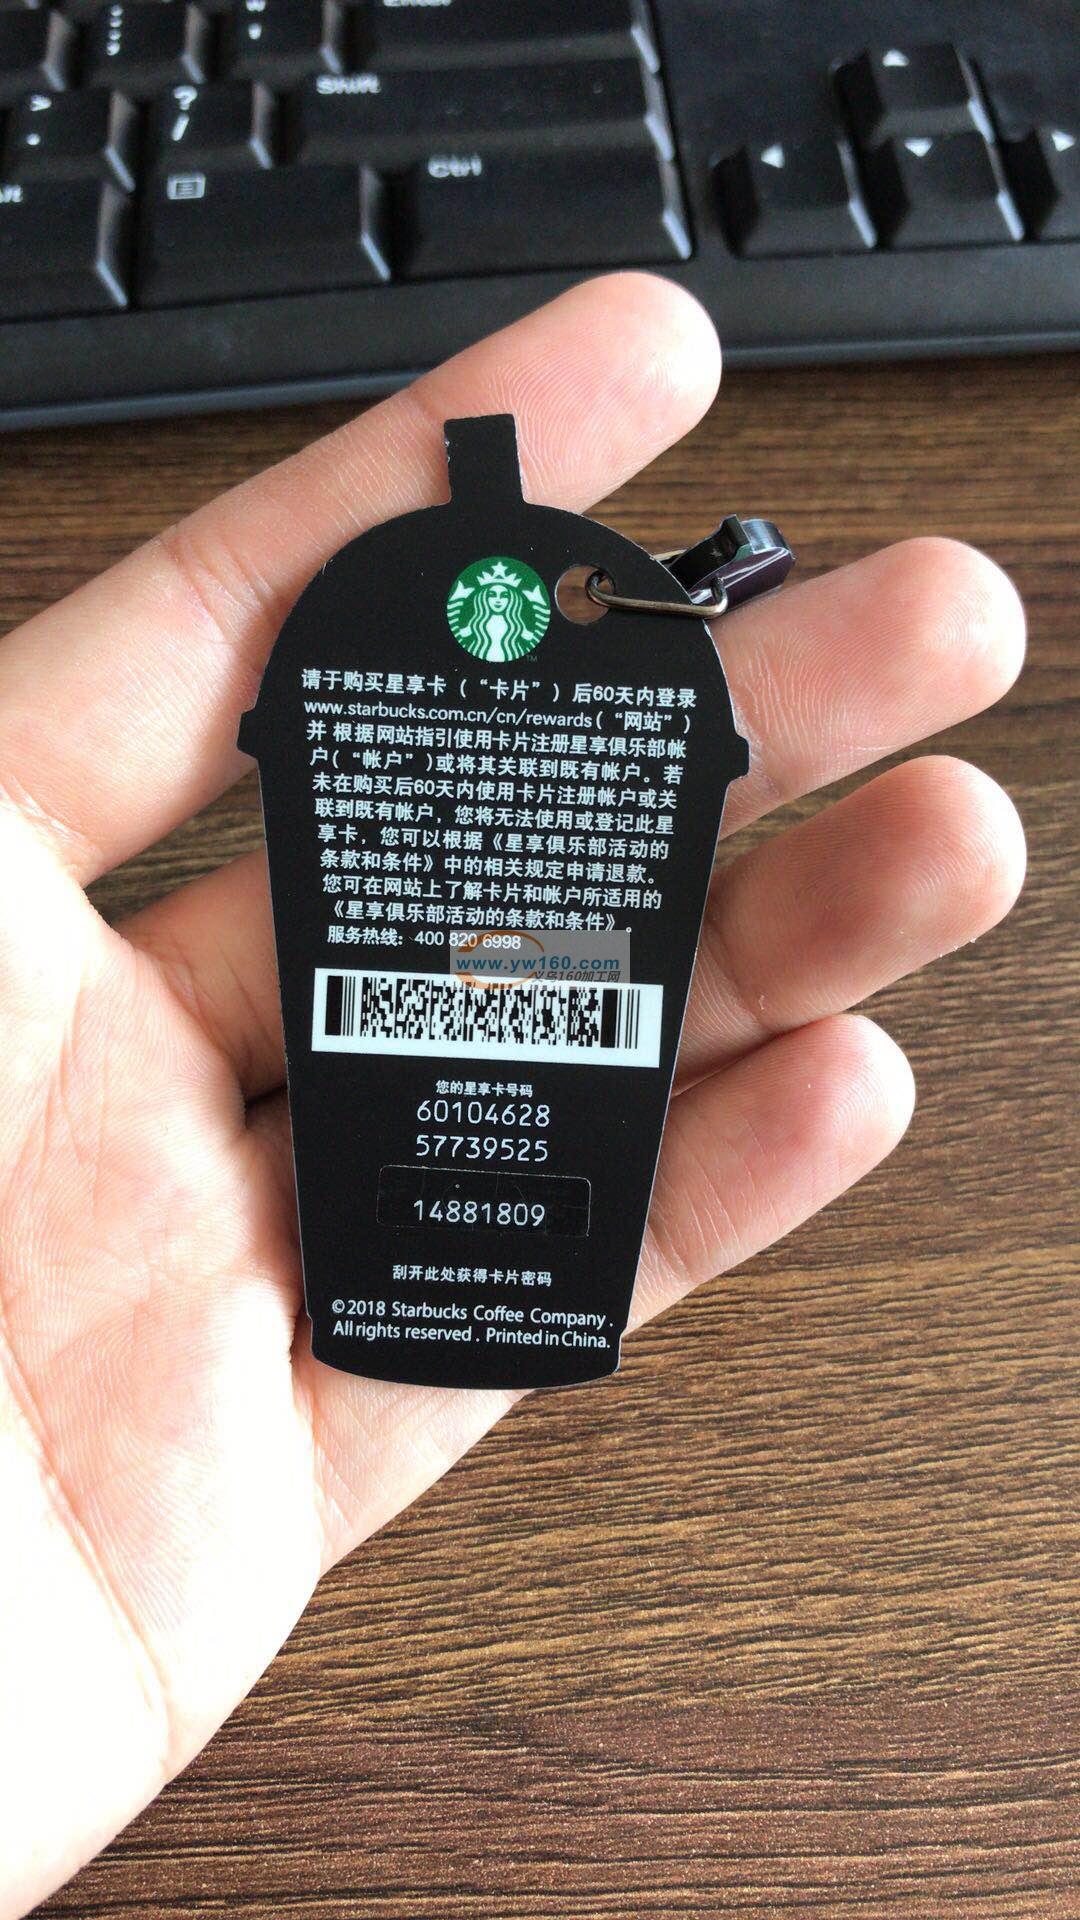 Enter
Shift
Ctrl
请于购买星享卡（“卡片”）后60天内登录
www.starbucks.com.cn/cn/rewards(“网站”)
并 根据网站指引使用卡片注册星享俱乐部帐
户(“帐户”)或将其关联到既有帐户。若
未在购买后60天内使用卡片注册帐户或关
联到既有帐户，您将无法使用或登记此星
享卡，您可以根据《星享俱乐部活动的
条款和条件》中的相关规定申请退款。
您可在网站上了解卡片和帐户所适用的
《星享俱乐部活动的条款和条件》。
服务热线：400 820 6998
www.yw160.com
义乌160加工网
您的星享卡号码
60104628
57739525
14881809
刮开此处获得卡片密码
©2018 Starbucks Coffee Company.
All rights reserved. Printed in China.